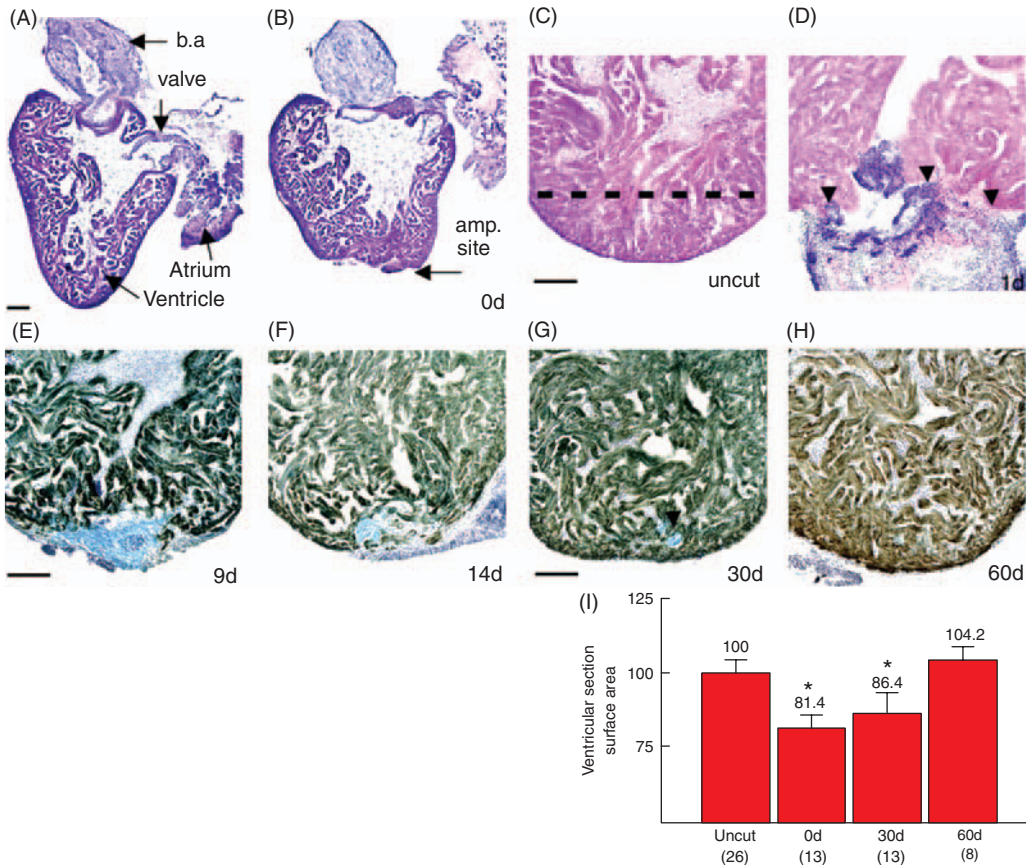 (A)
b.a
valve
Atrium
Ventricle
(B)
amp.
site
0d
(C)
uncut
(D)
1d
(E)
9d
(F)
14d
(G)
30d
(H)
60d
(I)
Ventricular section
surface area
125
100
75
100
*
81.4
*
86.4
104.2
Uncut 0d 30d 60d
(26) (13) (13) (8)